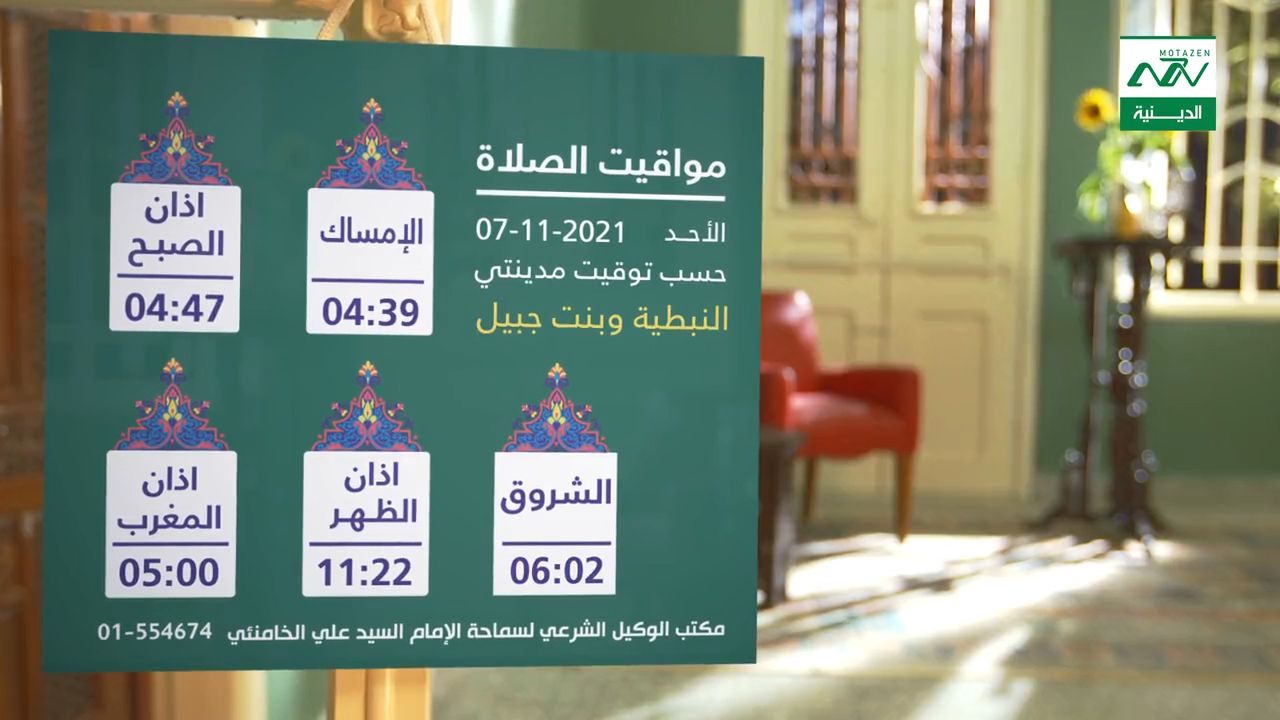 MOTAZEN
الديـنية
مواقيت الصلاة
الأحد 07-11-2021
حسب توقيت مدينتي
النبطية وبنت جبيل
الإمساك
04:39
اذان
الصبح
04:47
الشروق
06:02
اذان
الظهر
11:22
اذان
المغرب
05:00
مكتب الوكيل الشرعي لسماحة الإمام السيد علي الخامنئي 01-554674